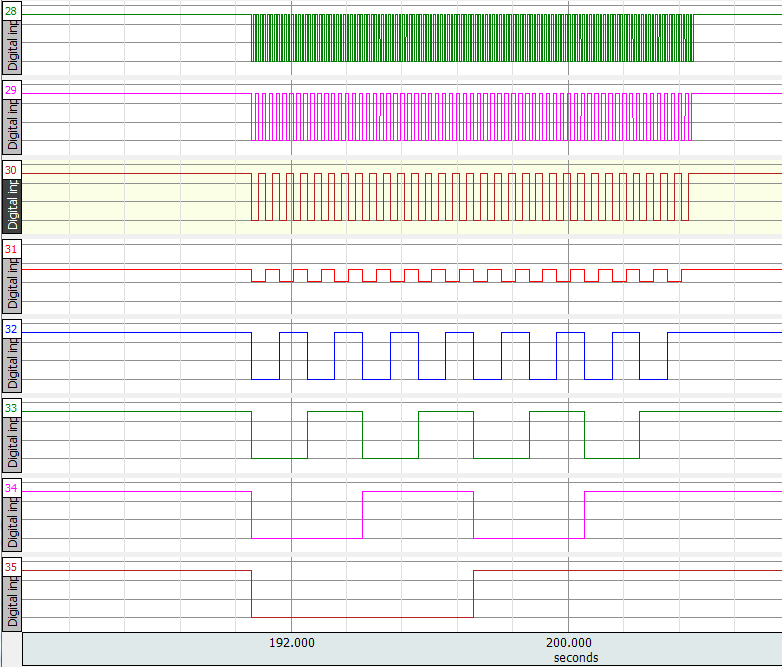 28
Digital inp
29
Digital inp
30
Digital inp
31
Digital inp
32
Digital inp
33
Digital inp
34
Digital inp
35
Digital inp
192.000 200.000
seconds